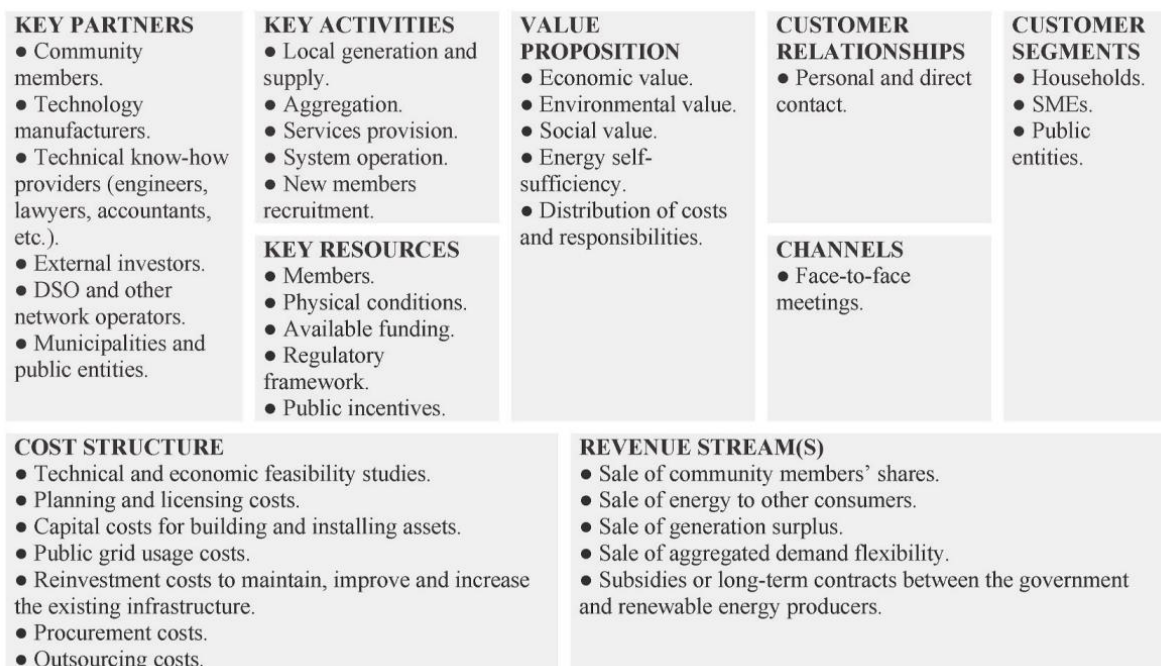 KEY PARTNERS
● Community
members.
● Technology
manufacturers.
● Technical know-how
providers (engineers,
lawyers, accountants,
etc.).
● External investors.
● DSO and other
network operators.
● Municipalities and
public entities.
KEY ACTIVITIES
● Local generation and
supply.
● Aggregation.
● Services provision.
● System operation.
● New members
recruitment.
KEY RESOURCES
● Members.
● Physical conditions.
● Available funding.
● Regulatory
framework.
● Public incentives.
VALUE
PROPOSITION
● Economic value.
● Environmental value.
● Social value.
● Energy self-
sufficiency.
● Distribution of costs
and responsibilities.
CUSTOMER
RELATIONSHIPS
● Personal and direct
contact.
CHANNELS
● Face-to-face
meetings.
CUSTOMER
SEGMENTS
● Households.
● SMEs.
● Public
entities.
COST STRUCTURE
● Technical and economic feasibility studies.
● Planning and licensing costs.
● Capital costs for building and installing assets.
● Public grid usage costs.
● Reinvestment costs to maintain, improve and increase
the existing infrastructure.
● Procurement costs.
● Outsourcing costs.
REVENUE STREAM(S)
● Sale of community members’ shares.
● Sale of energy to other consumers.
● Sale of generation surplus.
● Sale of aggregated demand flexibility.
● Subsidies or long-term contracts between the government
and renewable energy producers.